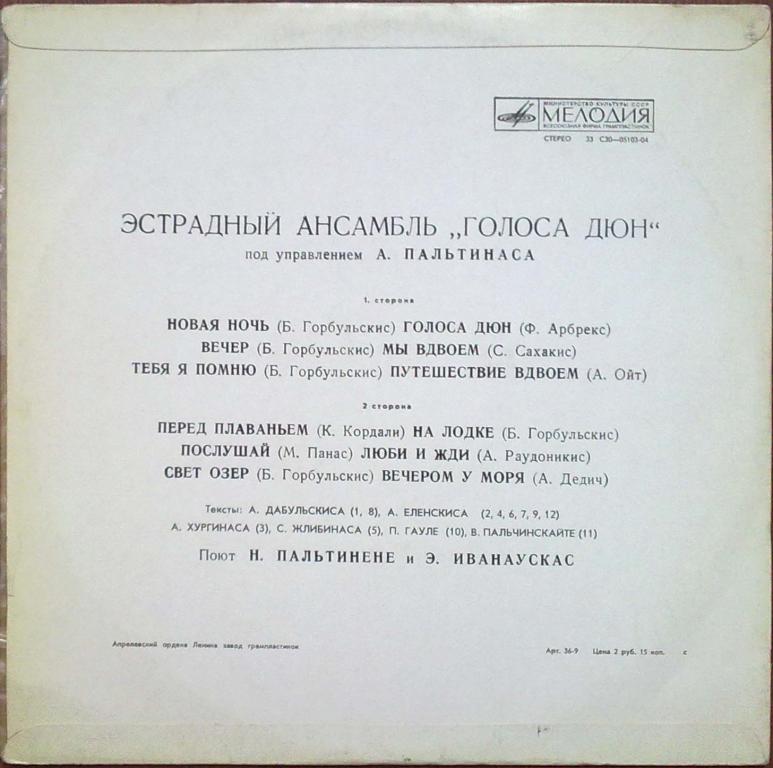 МИНИСТЕРСТВО КУЛЬТУРЫ СССР
МЕЛОДИЯ
ВСЕСОЮЗНАЯ ФИРМА ГРАМПЛАСТИНОК
СТЕРЕО 33 С30—05103-04
ЭСТРАДНЫЙ АНСАМБЛЬ „ГОЛОСА ДЮН“
под управлением А. ПАЛЬТИНАСА
1. сторона
НОВАЯ НОЧЬ (Б. Горбульскис) ГОЛОСА ДЮН (Ф. Арбрекс)
ВЕЧЕР (Б. Горбульскис) МЫ ВДВОЕМ (С. Сахакис)
ТЕБЯ Я ПОМНЮ (Б. Горбульскис) ПУТЕШЕСТВИЕ ВДВОЕМ (А. Ойт)
2 сторона
ПЕРЕД ПЛАВАНЬЕМ (К. Кордали) НА ЛОДКЕ (Б. Горбульскис)
ПОСЛУШАЙ (М. Панас) ЛЮБИ И ЖДИ (А. Раудоникис)
СВЕТ ОЗЕР (Б. Горбульскис) ВЕЧЕРОМ У МОРЯ (А. Дедич)
Тексты: А. ДАБУЛЬСКИСА (1, 8), А. ЕЛЕНСКИСА (2, 4, 6, 7, 9, 12)
А. ХУРГИНАСА (3), С. ЖЛИБИНАСА (5), П. ГАУЛЕ (10), В. ПАЛЬЧИНСКАЙТЕ (11)
Поют Н. ПАЛЬТИНЕНЕ и Э. ИВАНАУСКАС
Апрелевский ордена Ленина завод грампластинок Арт. 36-9 Цена 2 руб. 15 коп. с